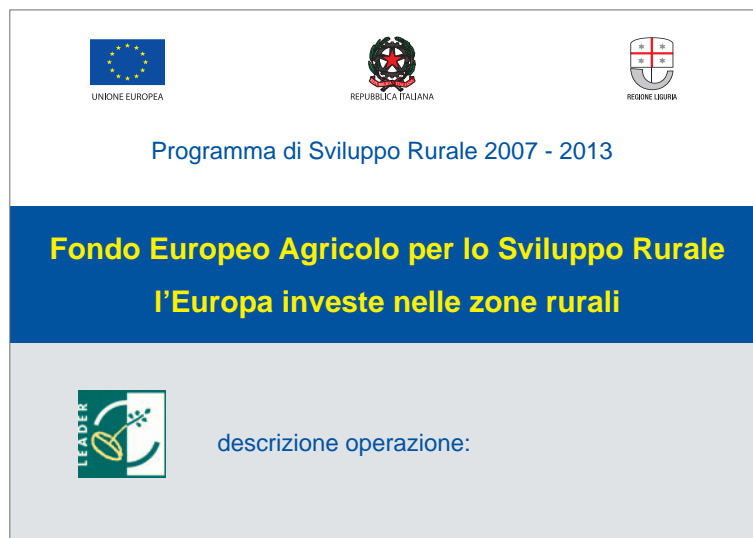 UNIONE EUROPEA
REPUBBLICA ITALIANA
REGIONE LIGURIA
Programma di Sviluppo Rurale 2007 - 2013
Fondo Europeo Agricolo per lo Sviluppo Rurale
l’Europa investe nelle zone rurali
LEADER
descrizione operazione: